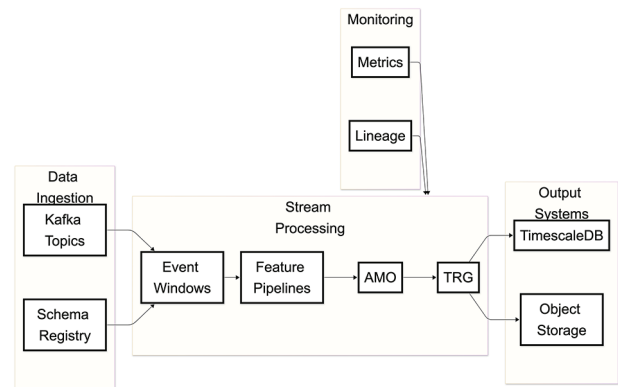 Monitoring
Metrics
Lineage
Data
Ingestion
Kafka
Topics
Schema
Registry
Stream
Processing
Event
Windows
Feature
Pipelines
AMO
TRG
Output
Systems
TimescaleDB
Object
Storage